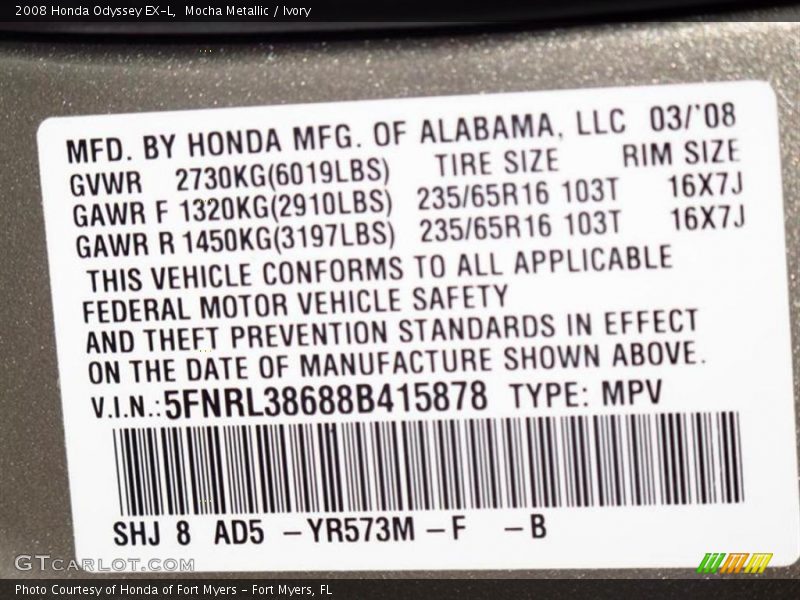 2008 Honda Odyssey EX-L, Mocha Metallic / Ivory
MFD. BY HONDA MFG. OF ALABAMA, LLC 03/'08
GVWR 2730KG(6019LBS) TIRE SIZE RIM SIZE
GAWR F 1320KG(2910LBS) 235/65R16 103T 16X7J
GAWR R 1450KG(3197LBS) 235/65R16 103T 16X7J
THIS VEHICLE CONFORMS TO ALL APPLICABLE
FEDERAL MOTOR VEHICLE SAFETY
AND THEFT PREVENTION STANDARDS IN EFFECT
ON THE DATE OF MANUFACTURE SHOWN ABOVE.
V.I.N.:5FNRL38688B415878 TYPE: MPV
SHJ 8 AD5 -YR573M -F -B
GTCARLOT.COM
Photo Courtesy of Honda of Fort Myers - Fort Myers, FL